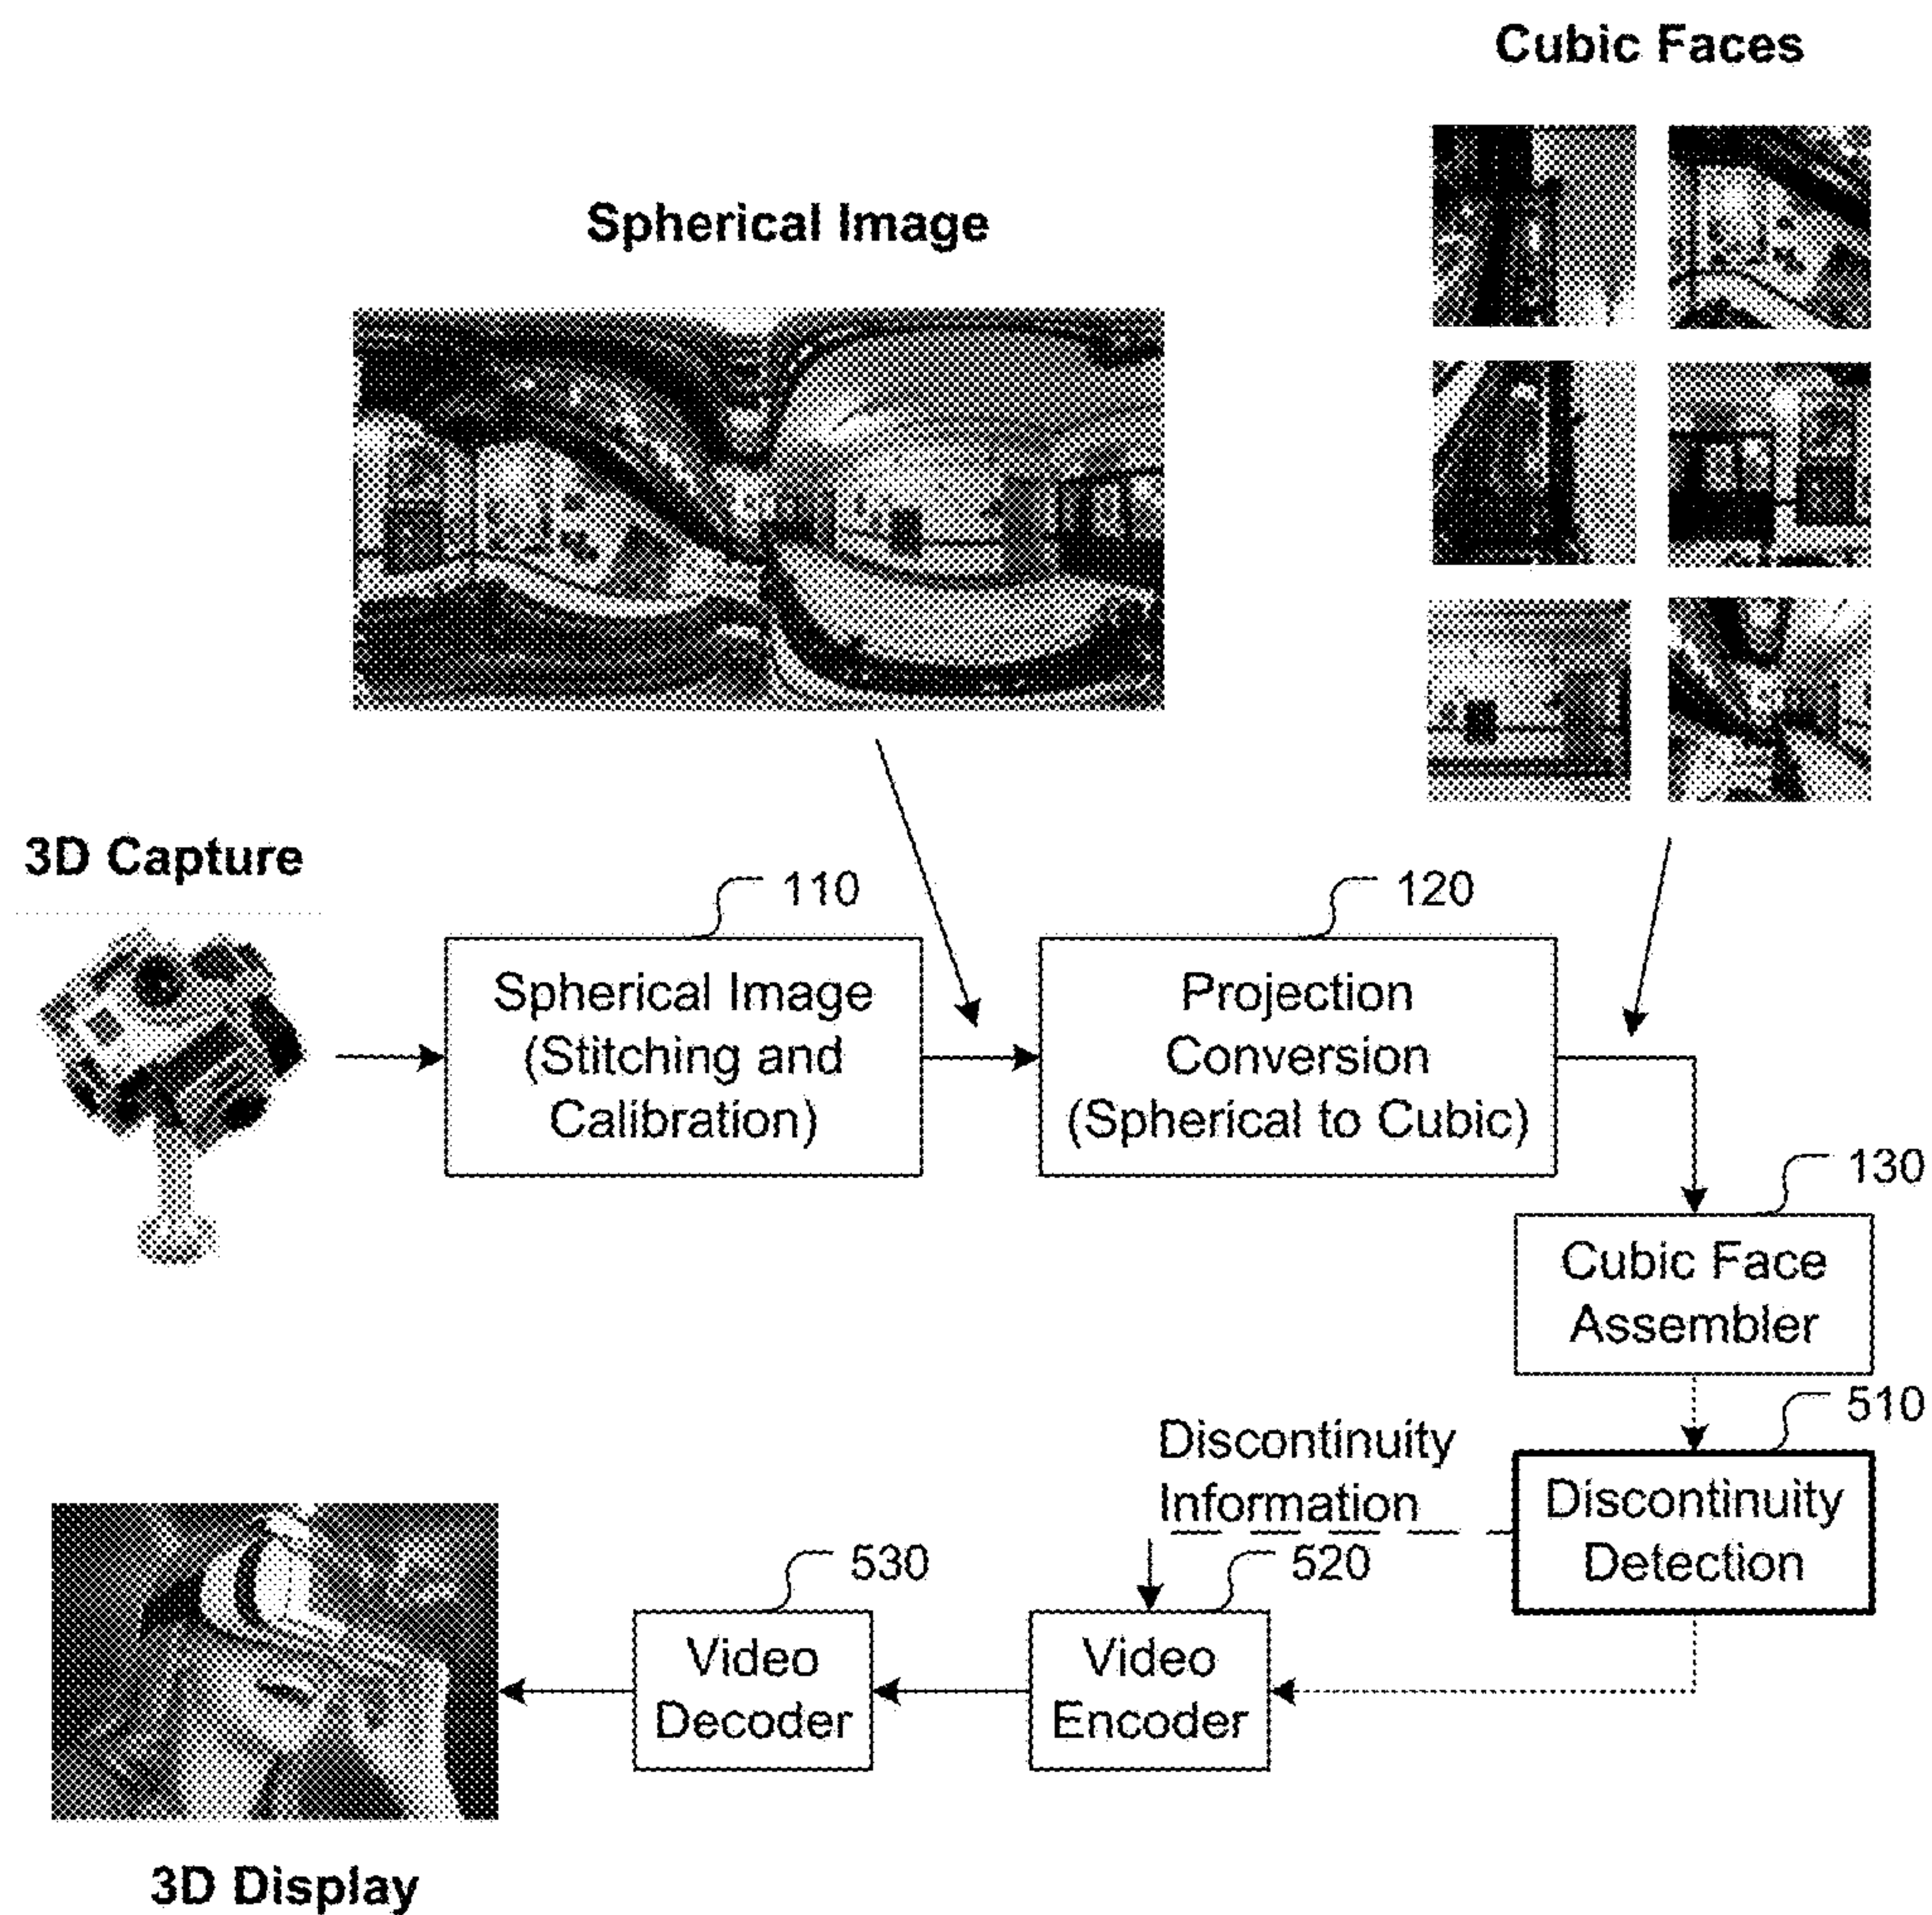 Cubic Faces
Spherical Image
3D Capture
110
120
Spherical Image
(Stitching and
Calibration)
Projection
Conversion
(Spherical to Cubic)
130
Cubic Face
Assembler
510
Discontinuity
Information
Discontinuity
Detection
530
520
Video
Decoder
Video
Encoder
3D Display